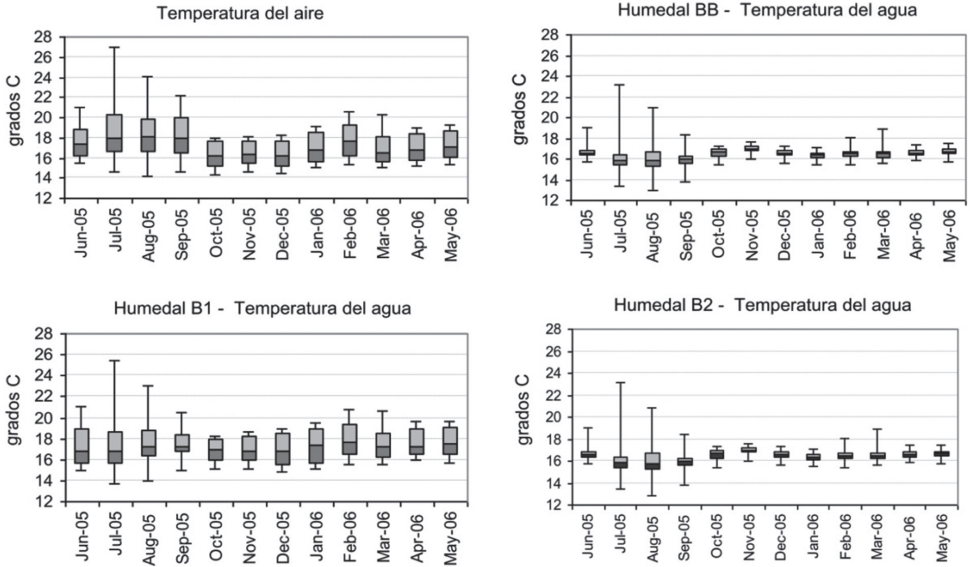 Temperatura del aire
28
26
24
22
20
18
16
14
12
grados C
Jun-05
Jul-05
Aug-05
Sep-05
Oct-05
Nov-05
Dec-05
Jan-06
Feb-06
Mar-06
Apr-06
May-06
Humedal BB - Temperatura del agua
28
26
24
22
20
18
16
14
12
grados C
Jun-05
Jul-05
Aug-05
Sep-05
Oct-05
Nov-05
Dec-05
Jan-06
Feb-06
Mar-06
Apr-06
May-06
Humedal B1 - Temperatura del agua
28
26
24
22
20
18
16
14
12
grados C
Jun-05
Jul-05
Aug-05
Sep-05
Oct-05
Nov-05
Dec-05
Jan-06
Feb-06
Mar-06
Apr-06
May-06
Humedal B2 - Temperatura del agua
28
26
24
22
20
18
16
14
12
grados C
Jun-05
Jul-05
Aug-05
Sep-05
Oct-05
Nov-05
Dec-05
Jan-06
Feb-06
Mar-06
Apr-06
May-06